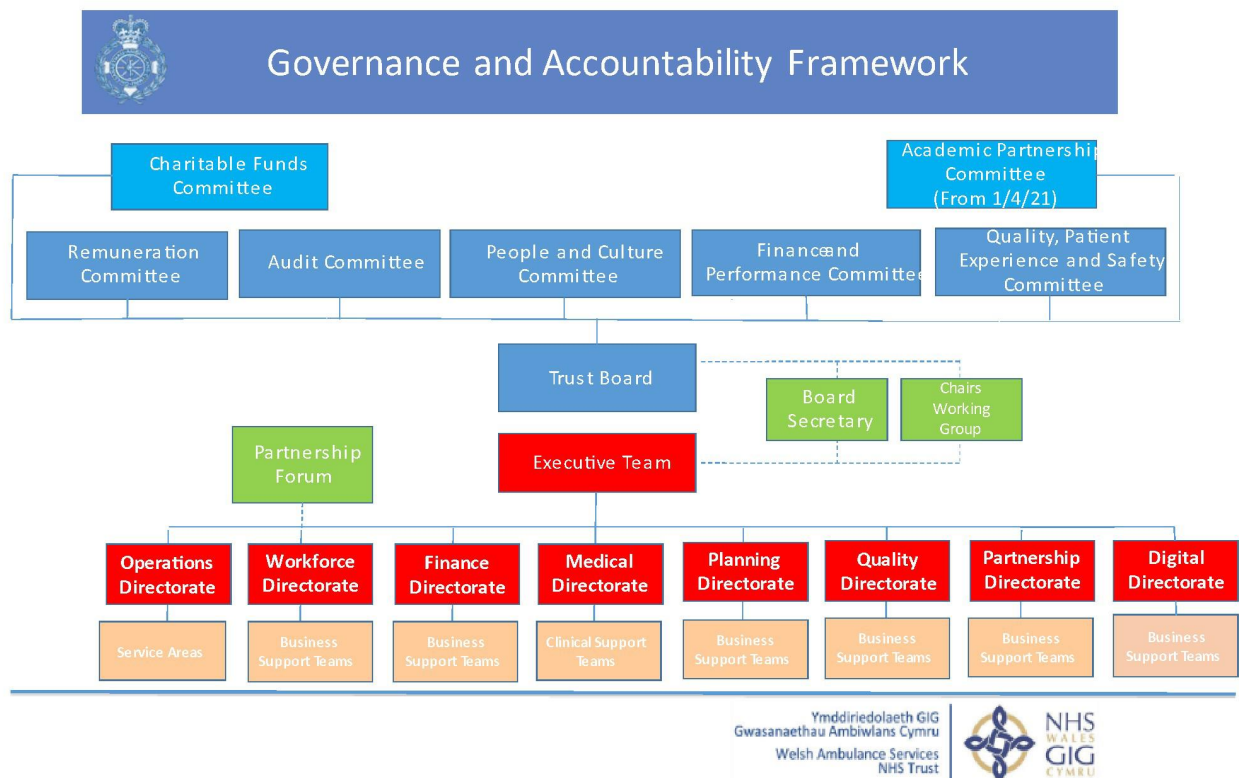 Governance and Accountability Framework
Charitable Funds
Committee
Academic Partnership
Committee
(From 1/4/21)
Remuneration
Committee
Audit Committee
People and Culture
Committee
Finance and
Performance Committee
Quality, Patient
Experience and Safety
Committee
Trust Board
Board
Secretary
Chairs
Working
Group
Partnership
Forum
Executive Team
Operations
Directorate
Workforce
Directorate
Finance
Directorate
Medical
Directorate
Planning
Directorate
Quality
Directorate
Partnership
Directorate
Digital
Directorate
Service Areas
Business
Support Teams
Business
Support Teams
Clinical Support
Teams
Business
Support Teams
Business
Support Teams
Business
Support Teams
Business
Support Teams
Ymddiriedolaeth GIG
Gwasanaethau Ambiwlans Cymru
Welsh Ambulance Services
NHS Trust
NHS
WALES
GIG
CYMRU